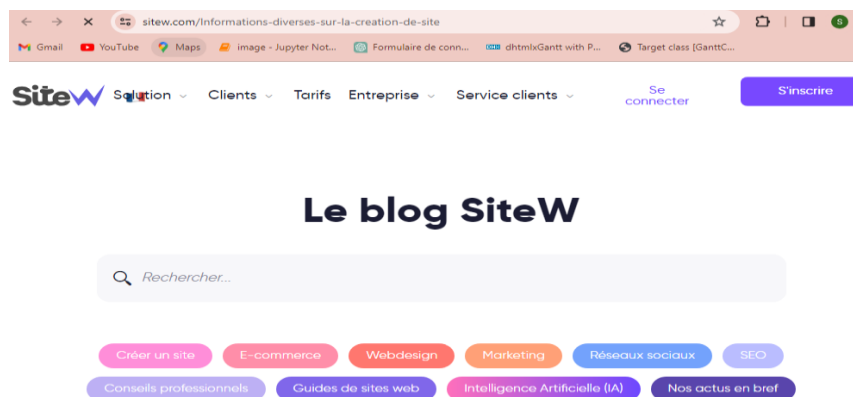 sitew.com/Informations-diverses-sur-la-creation-de-site
Gmail YouTube Maps image - Jupyter Not... Formulaire de conn... dhtmlxGantt with P... Target class [GanttC...
SiteW Solution Clients Tarifs Entreprise Service clients Se connecter S'inscrire
Le blog SiteW
Rechercher...
Créer un site E-commerce Webdesign Marketing Réseaux sociaux SEO
Conseils professionnels Guides de sites web Intelligence Artificielle (IA) Nos actus en bref